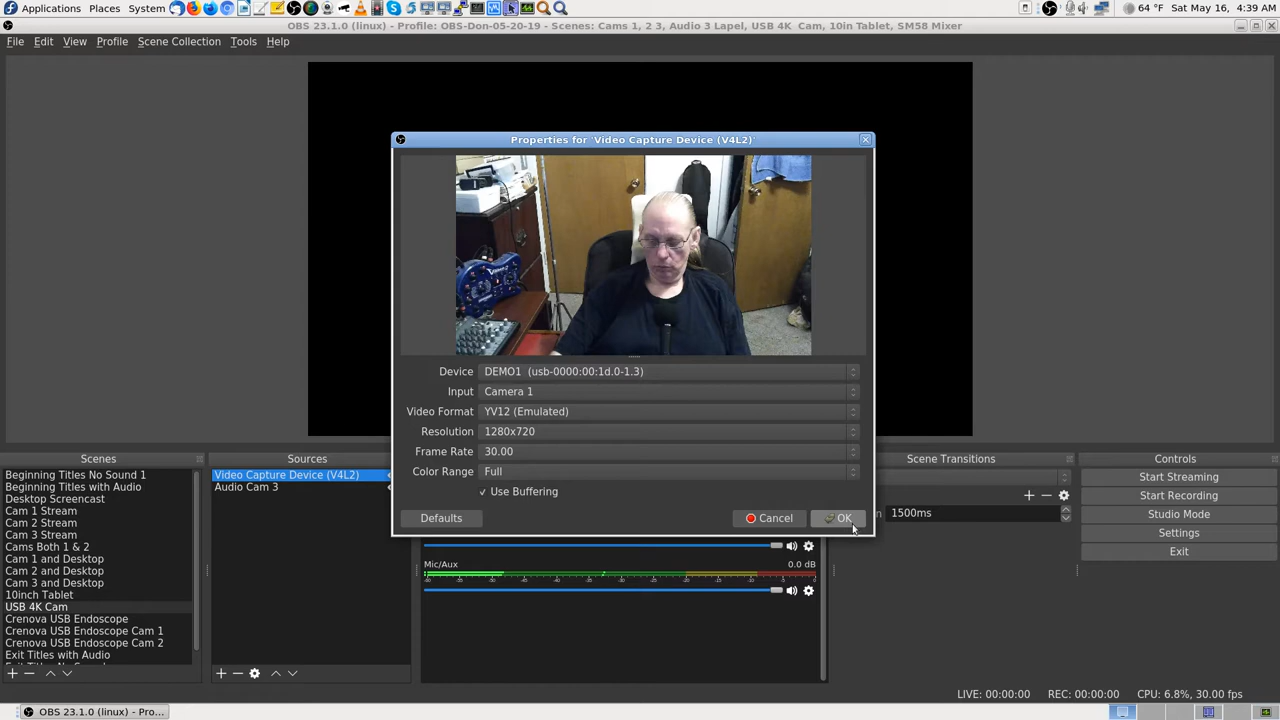 Applications Places System 64 °F Sat May 16, 4:39 AM
OBS 23.1.0 (linux) - Profile: OBS-Don-05-20-19 - Scenes: Cams 1, 2 3, Audio 3 Lapel, USB 4K Cam, 10in Tablet, SM58 Mixer
File Edit View Profile Scene Collection Tools Help
Properties for 'Video Capture Device (V4L2)'
Device DEMO1 (usb-0000:00:1d.0-1.3)
Input Camera 1
Video Format YV12 (Emulated)
Resolution 1280x720
Frame Rate 30.00
Color Range Full
Use Buffering
Defaults Cancel OK
Scenes
Beginning Titles No Sound 1
Beginning Titles with Audio
Desktop Screencast
Cam 1 Stream
Cam 2 Stream
Cam 3 Stream
Cams Both 1 & 2
Cam 1 and Desktop
Cam 2 and Desktop
Cam 3 and Desktop
10inch Tablet
USB 4K Cam
Crenova USB Endoscope
Crenova USB Endoscope Cam 1
Crenova USB Endoscope Cam 2
Exit Titles with Audio
Sources
Video Capture Device (V4L2)
Audio Cam 3
Mic/Aux 0.0 dB
Scene Transitions
1500ms
Controls
Start Streaming
Start Recording
Studio Mode
Settings
Exit
LIVE: 00:00:00 REC: 00:00:00 CPU: 6.8%, 30.00 fps
OBS 23.1.0 (linux) - Pro...